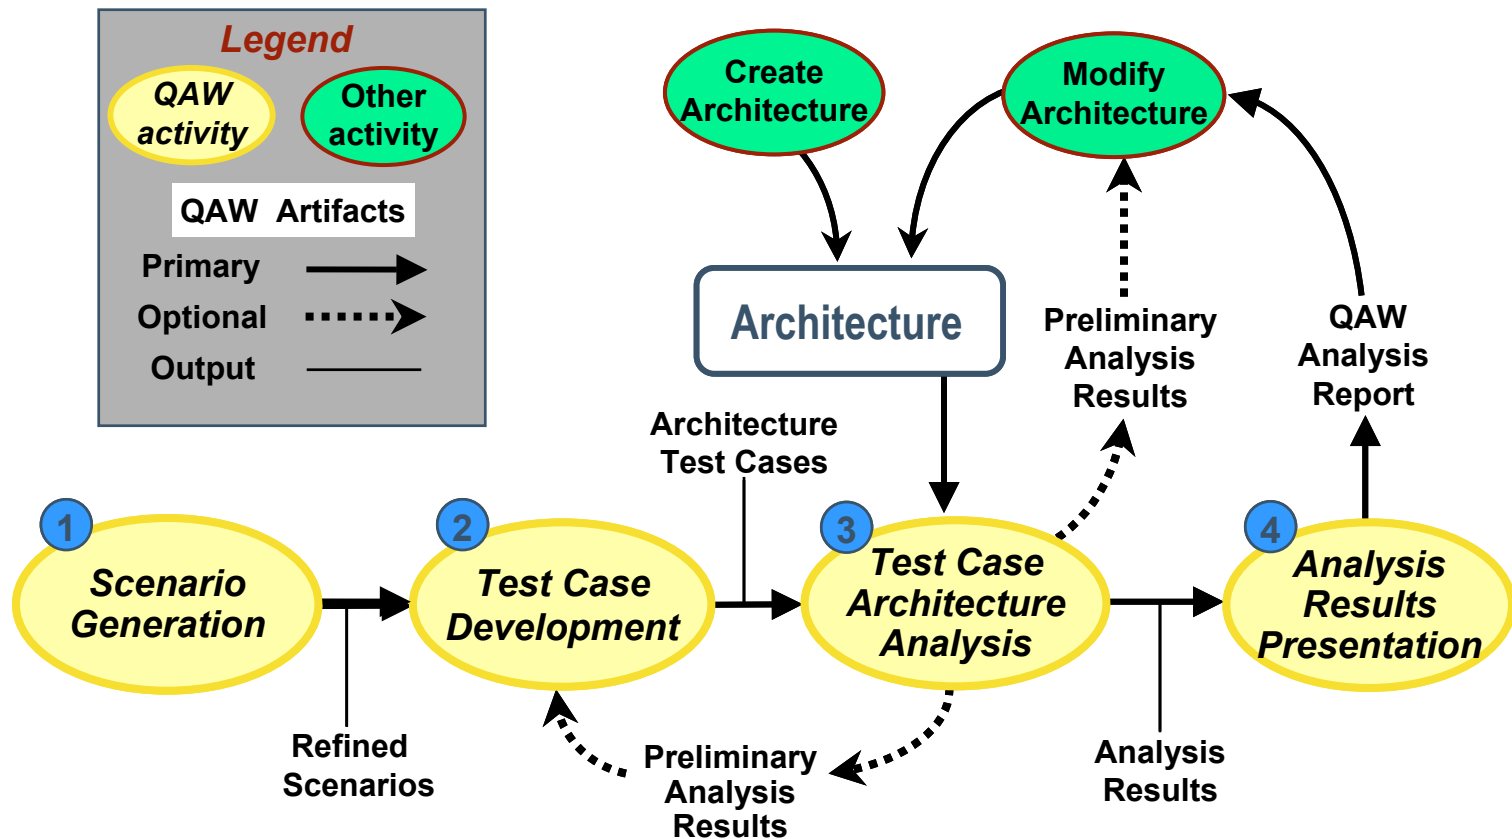 Legend
QAW
activity
Other
activity
QAW Artifacts
Primary
Optional
Output
Create
Architecture
Modify
Architecture
Architecture
Preliminary
Analysis
Results
QAW
Analysis
Report
Architecture
Test Cases
1
Scenario
Generation
2
Test Case
Development
3
Test Case
Architecture
Analysis
4
Analysis
Results
Presentation
Refined
Scenarios
Preliminary
Analysis
Results
Analysis
Results